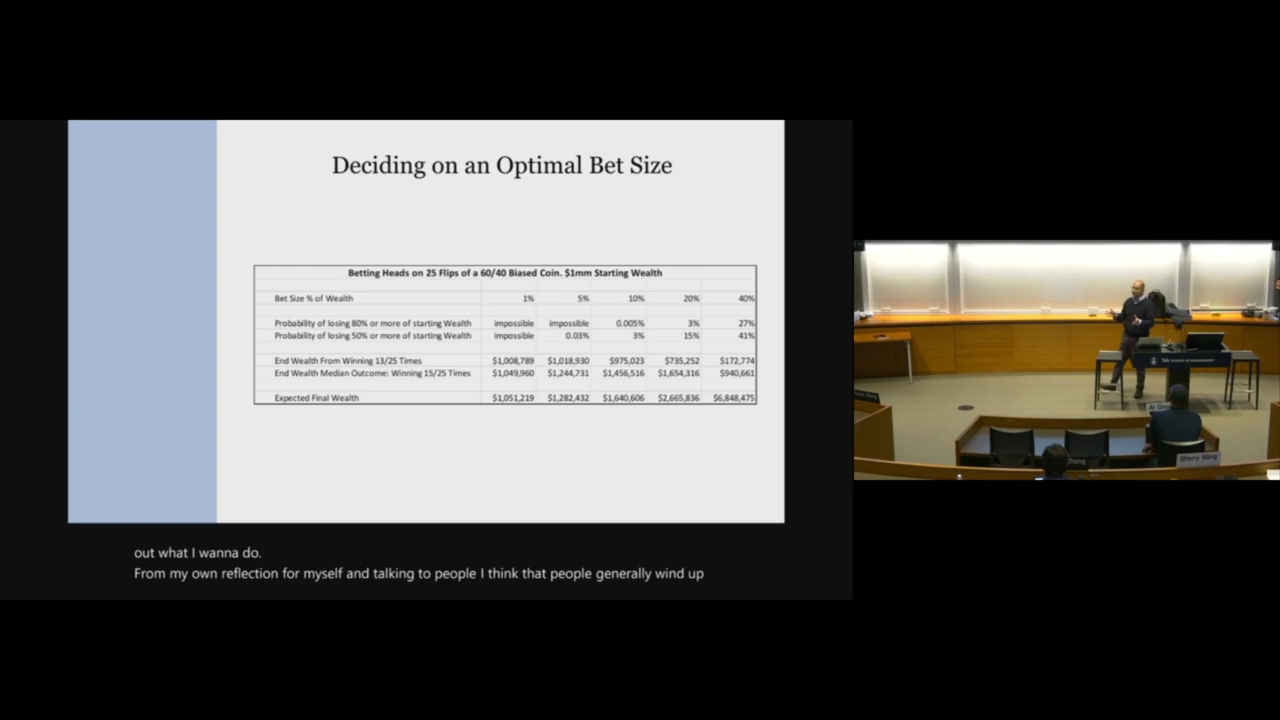 Deciding on an Optimal Bet Size
Betting Heads on 25 Flips of a 60/40 Biased Coin. $1mm Starting Wealth
Bet Size % of Wealth 1% 5% 10% 20% 40%
Probability of losing 80% or more of starting Wealth impossible impossible 0.005% 3% 27%
Probability of losing 50% or more of starting Wealth impossible 0.03% 3% 15% 41%
End Wealth From Winning 13/25 Times $1,008,789 $1,018,930 $975,023 $735,252 $172,774
End Wealth Median Outcome: Winning 15/25 Times $1,049,960 $1,244,731 $1,456,516 $1,654,316 $940,661
Expected Final Wealth $1,051,219 $1,282,432 $1,640,606 $2,665,836 $6,848,475
out what I wanna do.
From my own reflection for myself and talking to people I think that people generally wind up
Yale SCHOOL OF MANAGEMENT
Sherry Wang